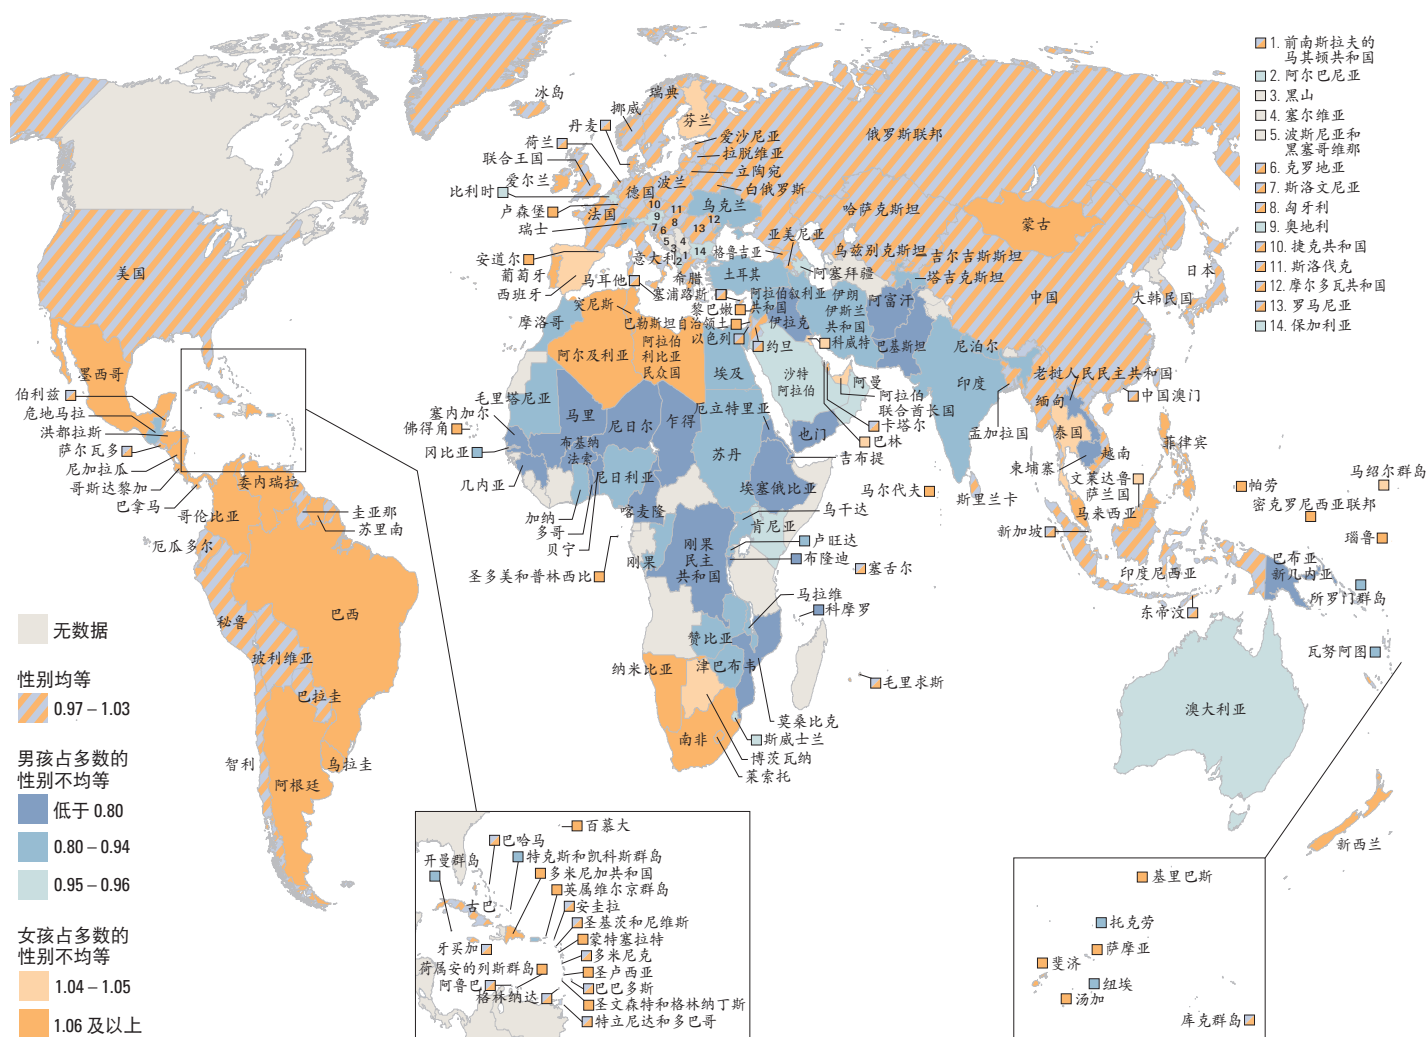 1. 前南斯拉夫的
马其顿共和国
2. 阿尔巴尼亚
3. 黑山
4. 塞尔维亚
5. 波斯尼亚和
黑塞哥维那
6. 克罗地亚
7. 斯洛文尼亚
8. 匈牙利
9. 奥地利
10. 捷克共和国
11. 斯洛伐克
12. 摩尔多瓦共和国
13. 罗马尼亚
14. 保加利亚
冰岛
瑞典
挪威
芬兰
丹麦
荷兰
爱沙尼亚
俄罗斯联邦
联合王国
拉脱维亚
立陶宛
爱尔兰
波兰
比利时
德国
白俄罗斯
卢森堡
10
11
乌克兰
法国
9
8
12
哈萨克斯坦
蒙古
瑞士
7
6
13
亚美尼亚
5
4
14
格鲁吉亚
乌兹别克斯坦
吉尔吉斯斯坦
3
1
2
安道尔
意大利
阿塞拜疆
塔吉克斯坦
日本
美国
葡萄牙
马耳他
希腊
土耳其
西班牙
塞浦路斯
阿拉伯叙利亚
共和国
伊朗
伊斯兰
共和国
阿富汗
中国
大韩民国
突尼斯
黎巴嫩
摩洛哥
巴勒斯坦自治领土
伊拉克
以色列
科威特
巴基斯坦
尼泊尔
阿尔及利亚
阿拉伯
利比亚
民众国
约旦
墨西哥
埃及
沙特
阿拉伯
阿曼
印度
老挝人民民主共和国
伯利兹
毛里塔尼亚
阿拉伯
联合酋长国
缅甸
中国澳门
危地马拉
塞内加尔
马里
尼日尔
乍得
厄立特里亚
卡塔尔
洪都拉斯
佛得角
布基纳
法索
也门
巴林
孟加拉国
泰国
菲律宾
萨尔瓦多
冈比亚
苏丹
吉布提
柬埔寨
越南
尼加拉瓜
几内亚
尼日利亚
埃塞俄比亚
马尔代夫
斯里兰卡
文莱达鲁
萨兰国
马绍尔群岛
哥斯达黎加
委内瑞拉
帕劳
巴拿马
哥伦比亚
圭亚那
加纳
喀麦隆
乌干达
马来西亚
密克罗尼西亚联邦
苏里南
多哥
肯尼亚
新加坡
瑙鲁
厄瓜多尔
贝宁
刚果
刚果
民主
共和国
卢旺达
布隆迪
巴布亚
新几内亚
圣多美和普林西比
塞舌尔
印度尼西亚
所罗门群岛
马拉维
东帝汶
巴西
科摩罗
秘鲁
赞比亚
瓦努阿图
玻利维亚
纳米比亚
津巴布韦
毛里求斯
巴拉圭
澳大利亚
莫桑比克
南非
斯威士兰
博茨瓦纳
莱索托
智利
阿根廷
乌拉圭
新西兰
无数据
性别均等
0.97 – 1.03
男孩占多数的
性别不均等
低于 0.80
0.80 – 0.94
0.95 – 0.96
女孩占多数的
性别不均等
1.04 – 1.05
1.06 及以上
百慕大
巴哈马
开曼群岛
特克斯和凯科斯群岛
多米尼加共和国
英属维尔京群岛
古巴
安圭拉
圣基茨和尼维斯
牙买加
蒙特塞拉特
多米尼克
荷属安的列斯群岛
圣卢西亚
阿鲁巴
巴巴多斯
格林纳达
圣文森特和格林纳丁斯
特立尼达和多巴哥
基里巴斯
托克劳
萨摩亚
斐济
纽埃
汤加
库克群岛